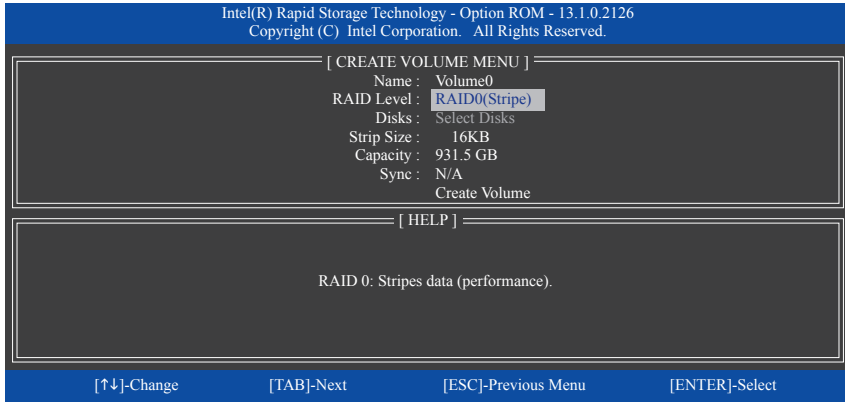 Intel(R) Rapid Storage Technology - Option ROM - 13.1.0.2126
Copyright (C) Intel Corporation. All Rights Reserved.
[ CREATE VOLUME MENU ]
Name : Volume0
RAID Level : RAID0(Stripe)
Disks : Select Disks
Strip Size : 16KB
Capacity : 931.5 GB
Sync : N/A
Create Volume
[ HELP ]
RAID 0: Stripes data (performance).
[↑↓]-Change [TAB]-Next [ESC]-Previous Menu [ENTER]-Select